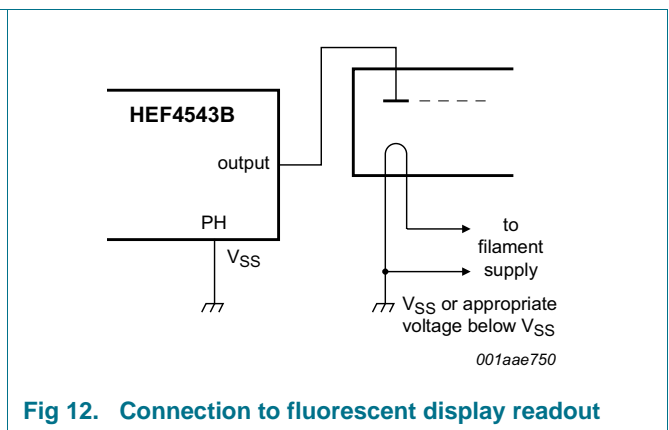 HEF4543B
output
PH
VSS
to
filament
supply
VSS or appropriate
voltage below VSS
001aae750
Fig 12. Connection to fluorescent display readout